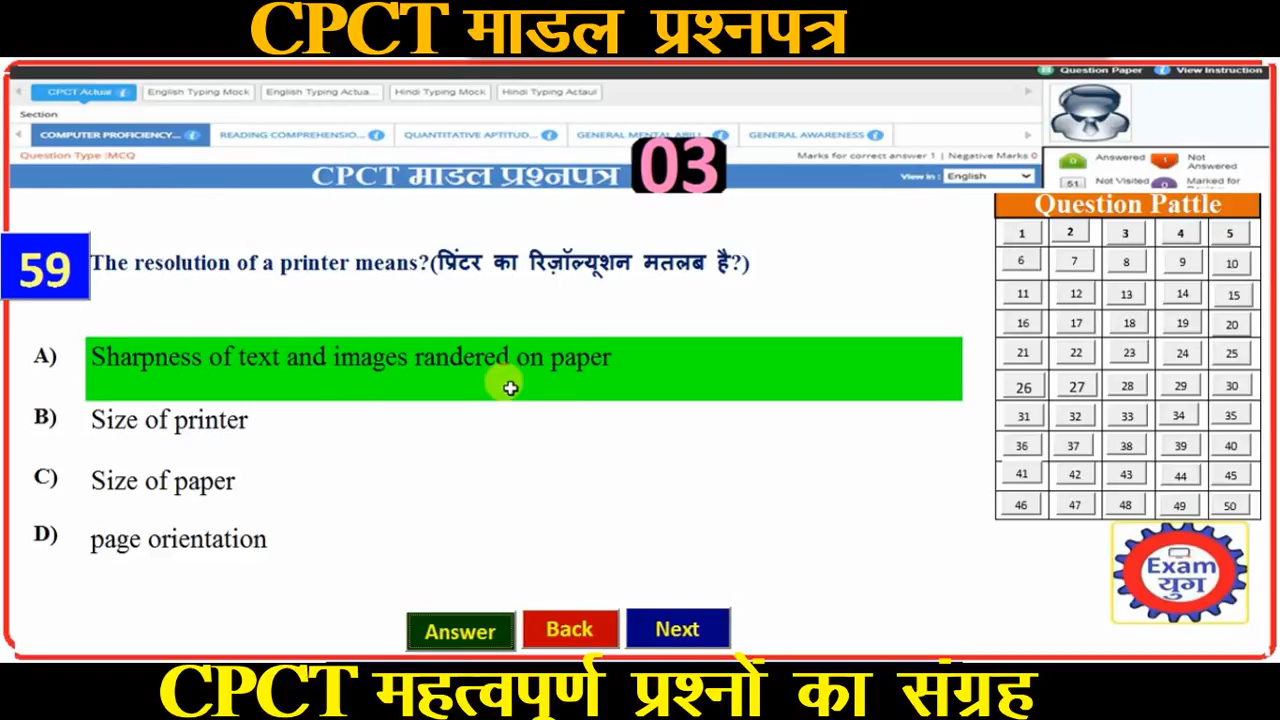 CPCT माडल प्रश्नपत्र
Question Paper View Instruction
CPCT Actual English Typing Mock English Typing Actua... Hindi Typing Mock Hindi Typing Actaul
Section
COMPUTER PROFICIENCY... READING COMPREHENSIO... QUANTITATIVE APTITUD... GENERAL MENTAL ABILI... GENERAL AWARENESS
Question Type :MCQ Marks for correct answer 1 | Negative Marks 0
CPCT माडल प्रश्नपत्र 03 View in : English
0 Answered 1 Not Answered
51 Not Visited 0 Marked for
Question Pattle
1 2 3 4 5
6 7 8 9 10
11 12 13 14 15
16 17 18 19 20
21 22 23 24 25
26 27 28 29 30
31 32 33 34 35
36 37 38 39 40
41 42 43 44 45
46 47 48 49 50
59 The resolution of a printer means?(प्रिंटर का रिज़ॉल्यूशन मतलब है?)
A) Sharpness of text and images randered on paper
B) Size of printer
C) Size of paper
D) page orientation
Exam
युग
Answer Back Next
CPCT महत्वपूर्ण प्रश्नों का संग्रह